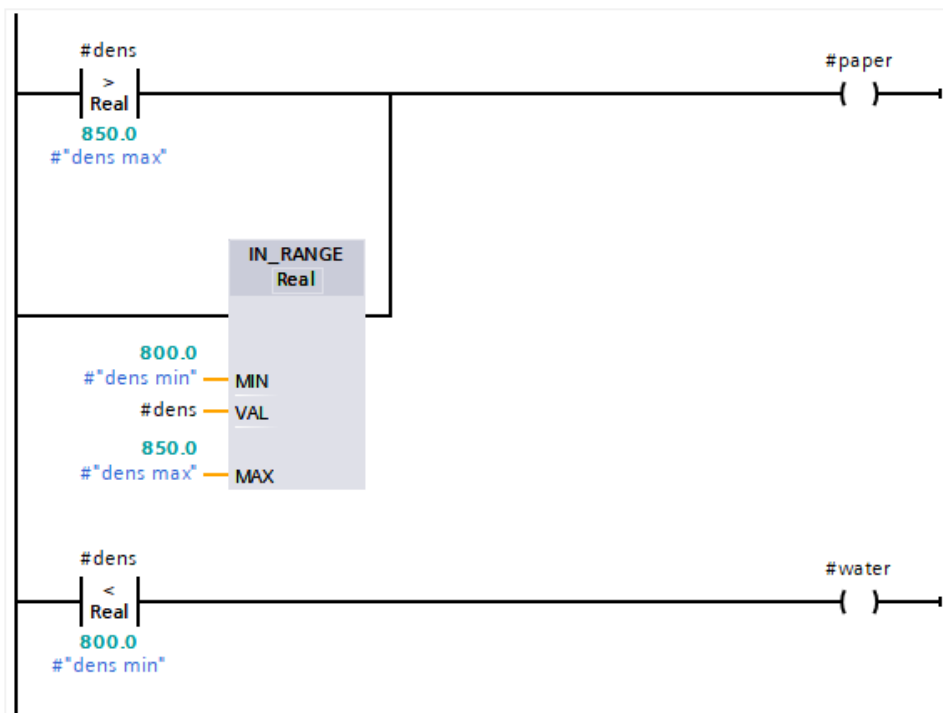 #dens
>
Real
850.0
#"dens max"
#paper
IN_RANGE
Real
800.0
#"dens min"
MIN
#dens
VAL
850.0
#"dens max"
MAX
#dens
<
Real
800.0
#"dens min"
#water